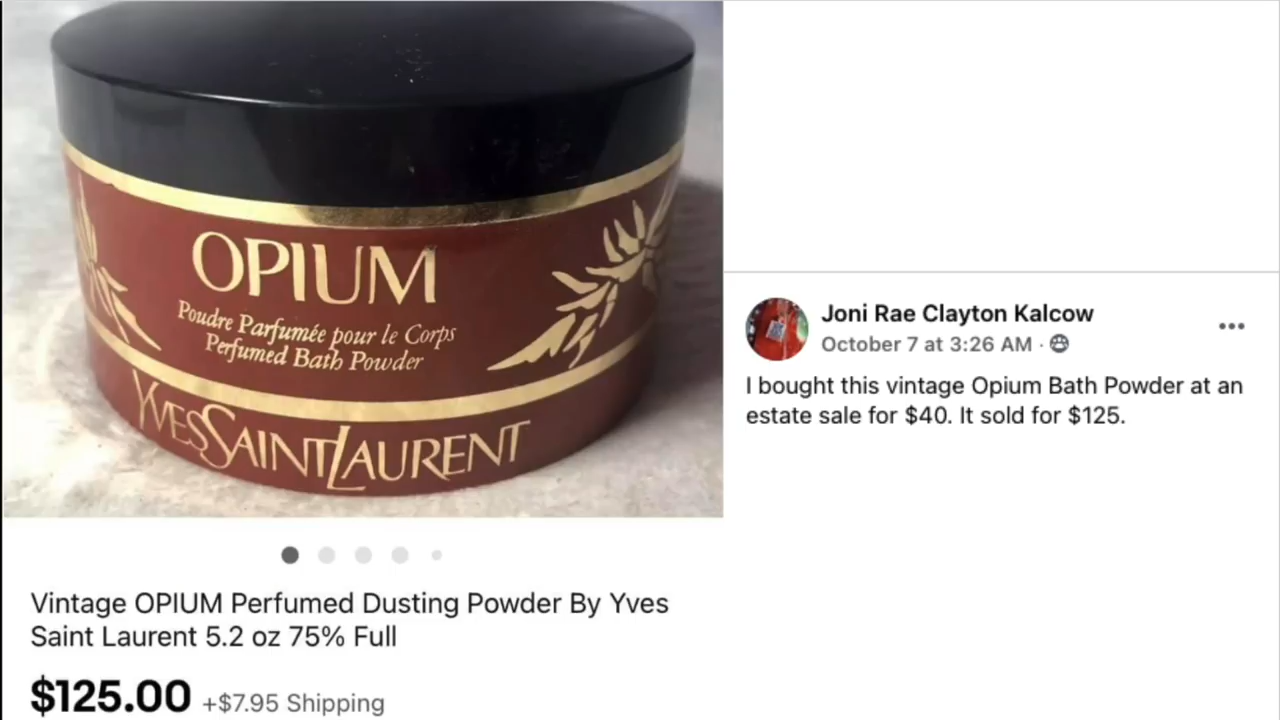 OPIUM
Poudre Parfumée pour le Corps
Perfumed Bath Powder
YVESSAINTLAURENT
Vintage OPIUM Perfumed Dusting Powder By Yves
Saint Laurent 5.2 oz 75% Full
$125.00 +$7.95 Shipping
Joni Rae Clayton Kalcow
October 7 at 3:26 AM ·
I bought this vintage Opium Bath Powder at an
estate sale for $40. It sold for $125.